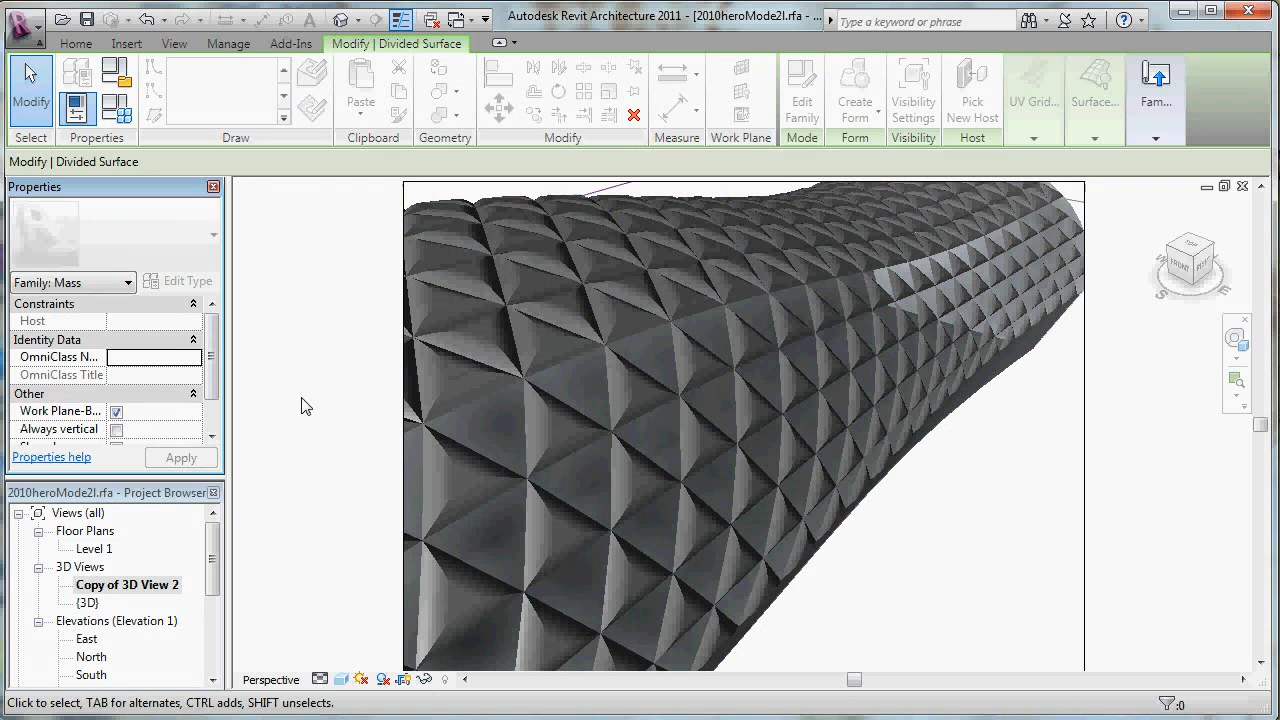 Autodesk Revit Architecture 2011 - [2010heroMode2l.rfa - ...
Type a keyword or phrase
Home Insert View Manage Add-Ins Modify | Divided Surface
Modify
Paste
Edit Family
Create Form
Visibility Settings
Pick New Host
UV Grid...
Surface...
Fam...
Select Properties Draw Clipboard Geometry Modify Measure Work Plane Mode Form Visibility Host
Modify | Divided Surface
Properties
Family: Mass
Edit Type
Constraints
Host
Identity Data
OmniClass N...
OmniClass Title
Other
Work Plane-B...
Always vertical
Properties help
Apply
2010heroMode2l.rfa - Project Browser
Views (all)
Floor Plans
Level 1
3D Views
Copy of 3D View 2
{3D}
Elevations (Elevation 1)
East
North
South
TOP
FRONT
W
S
E
Perspective
Click to select, TAB for alternates, CTRL adds, SHIFT unselects.
:0